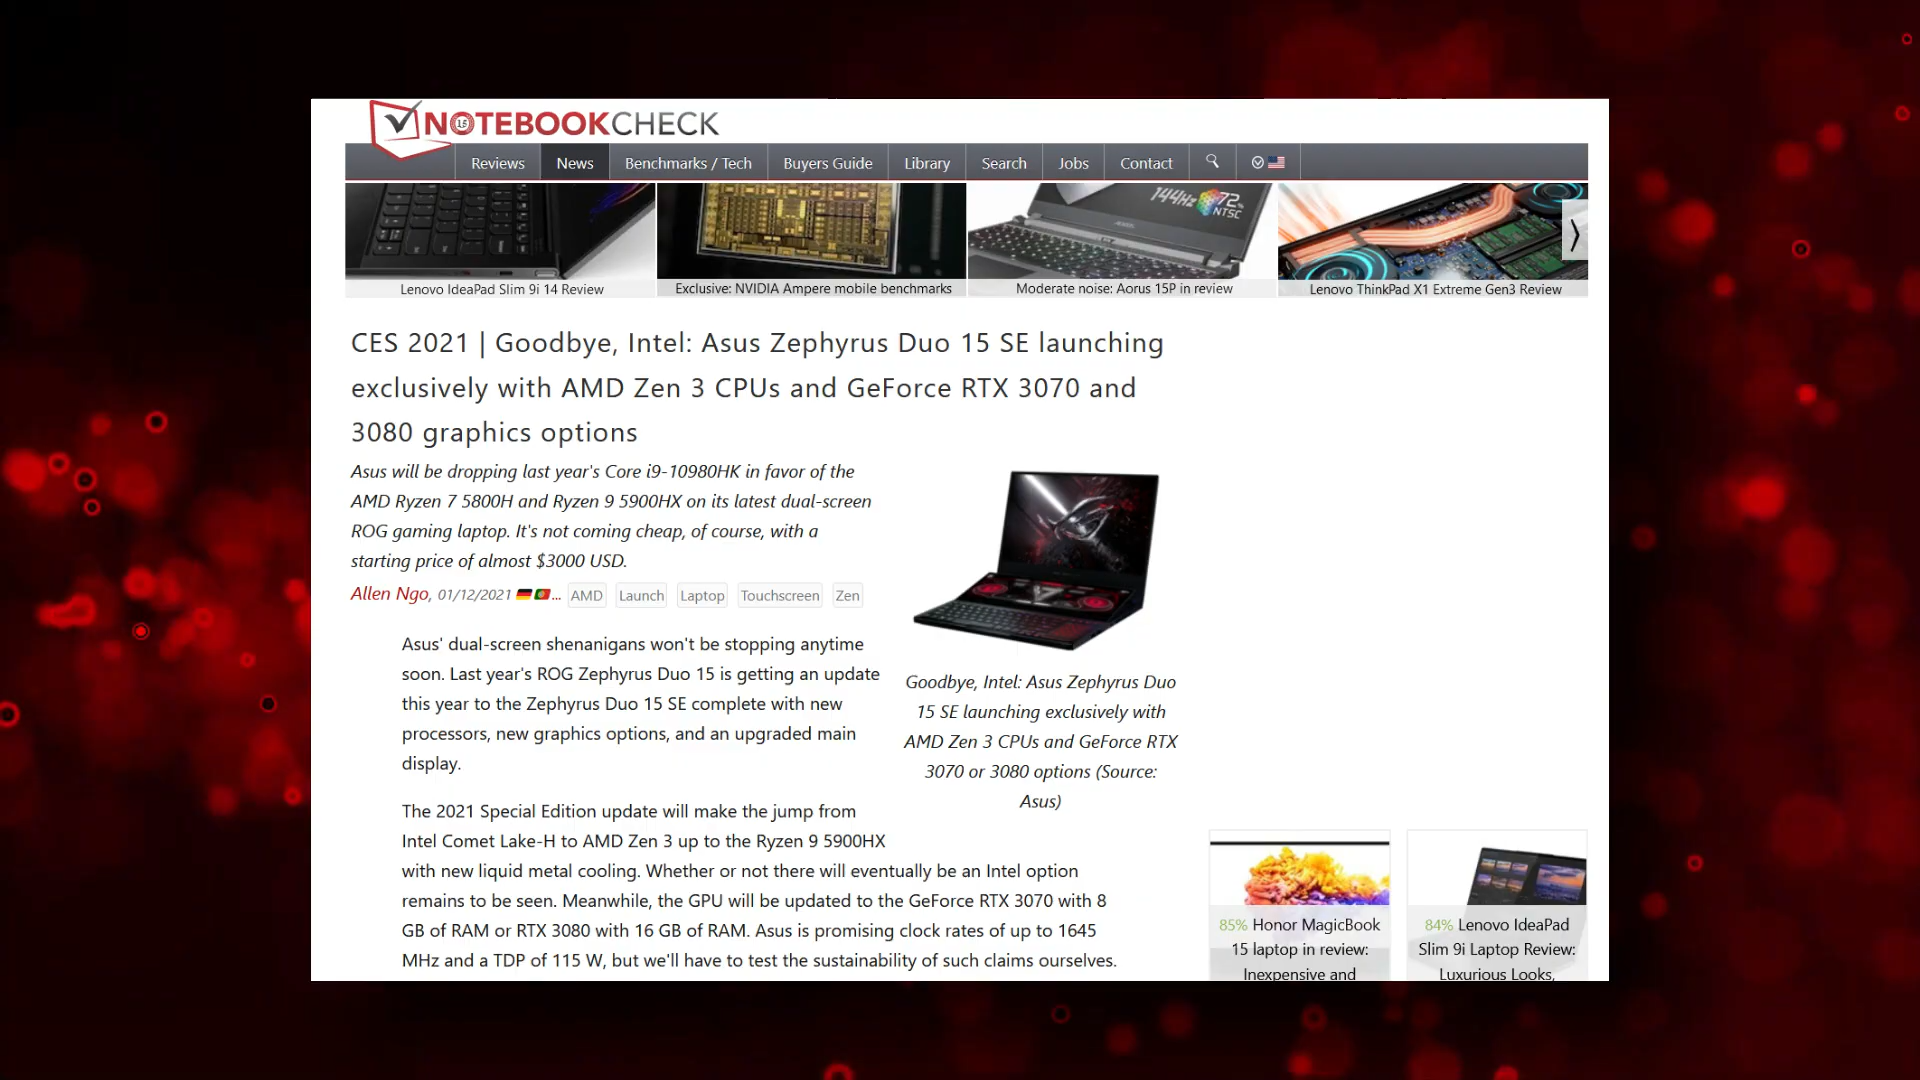 NOTEBOOKCHECK
15
Reviews News Benchmarks / Tech Buyers Guide Library Search Jobs Contact
144Hz 72% NTSC
Lenovo IdeaPad Slim 9i 14 Review
Exclusive: NVIDIA Ampere mobile benchmarks
Moderate noise: Aorus 15P in review
Lenovo ThinkPad X1 Extreme Gen3 Review
CES 2021 | Goodbye, Intel: Asus Zephyrus Duo 15 SE launching
exclusively with AMD Zen 3 CPUs and GeForce RTX 3070 and
3080 graphics options
Asus will be dropping last year's Core i9-10980HK in favor of the
AMD Ryzen 7 5800H and Ryzen 9 5900HX on its latest dual-screen
ROG gaming laptop. It's not coming cheap, of course, with a
starting price of almost $3000 USD.
Allen Ngo, 01/12/2021 ... AMD Launch Laptop Touchscreen Zen
Asus' dual-screen shenanigans won't be stopping anytime
soon. Last year's ROG Zephyrus Duo 15 is getting an update
this year to the Zephyrus Duo 15 SE complete with new
processors, new graphics options, and an upgraded main
display.
Goodbye, Intel: Asus Zephyrus Duo
15 SE launching exclusively with
AMD Zen 3 CPUs and GeForce RTX
3070 or 3080 options (Source:
Asus)
The 2021 Special Edition update will make the jump from
Intel Comet Lake-H to AMD Zen 3 up to the Ryzen 9 5900HX
with new liquid metal cooling. Whether or not there will eventually be an Intel option
remains to be seen. Meanwhile, the GPU will be updated to the GeForce RTX 3070 with 8
GB of RAM or RTX 3080 with 16 GB of RAM. Asus is promising clock rates of up to 1645
MHz and a TDP of 115 W, but we'll have to test the sustainability of such claims ourselves.
85% Honor MagicBook
15 laptop in review:
Inexpensive and
84% Lenovo IdeaPad
Slim 9i Laptop Review:
Luxurious Looks,